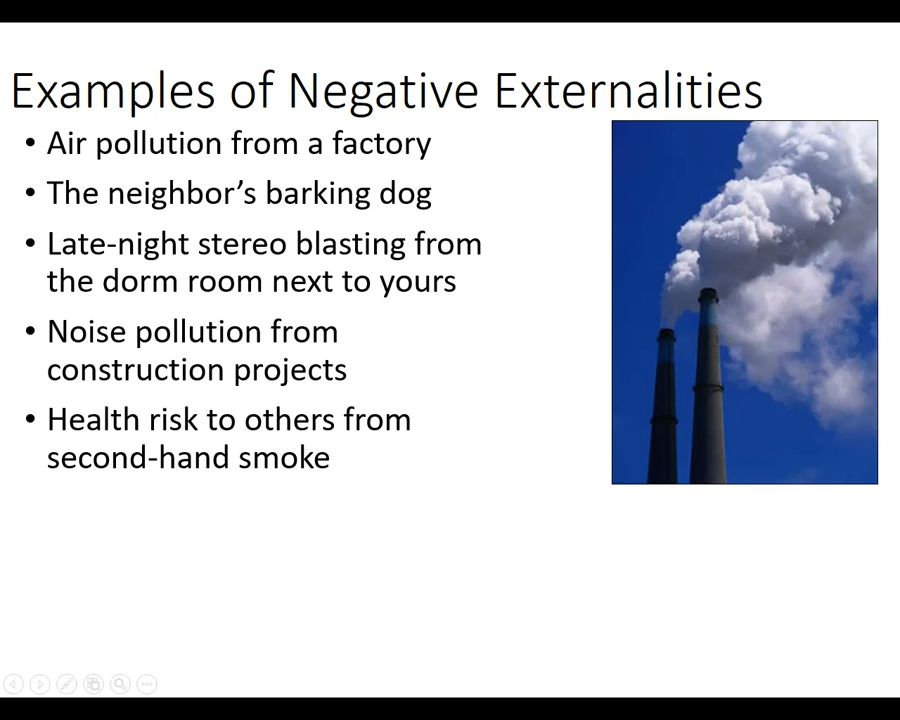 Examples of Negative Externalities
• Air pollution from a factory
• The neighbor’s barking dog
• Late-night stereo blasting from
the dorm room next to yours
• Noise pollution from
construction projects
• Health risk to others from
second-hand smoke